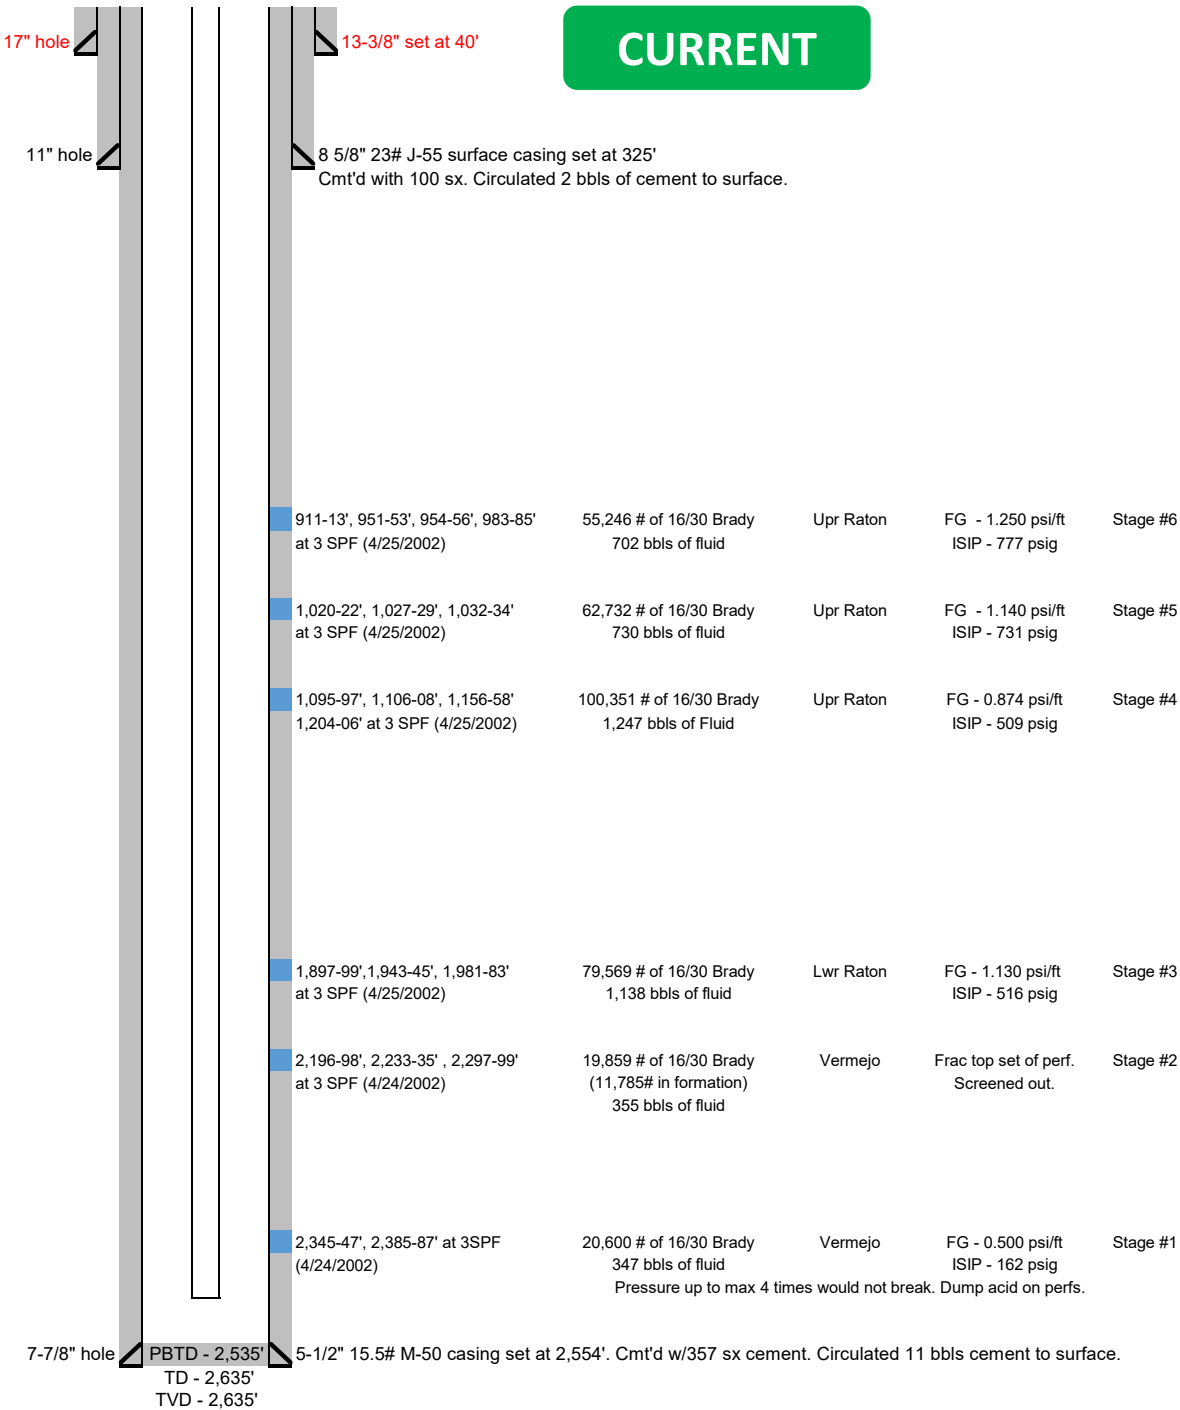 17" hole
13-3/8" set at 40'
CURRENT
11" hole
8 5/8" 23# J-55 surface casing set at 325'
Cmt'd with 100 sx. Circulated 2 bbls of cement to surface.
911-13', 951-53', 954-56', 983-85' 55,246 # of 16/30 Brady Upr Raton FG - 1.250 psi/ft Stage #6
at 3 SPF (4/25/2002) 702 bbls of fluid ISIP - 777 psig
1,020-22', 1,027-29', 1,032-34' 62,732 # of 16/30 Brady Upr Raton FG - 1.140 psi/ft Stage #5
at 3 SPF (4/25/2002) 730 bbls of fluid ISIP - 731 psig
1,095-97', 1,106-08', 1,156-58' 100,351 # of 16/30 Brady Upr Raton FG - 0.874 psi/ft Stage #4
1,204-06' at 3 SPF (4/25/2002) 1,247 bbls of Fluid ISIP - 509 psig
1,897-99',1,943-45', 1,981-83' 79,569 # of 16/30 Brady Lwr Raton FG - 1.130 psi/ft Stage #3
at 3 SPF (4/25/2002) 1,138 bbls of fluid ISIP - 516 psig
2,196-98', 2,233-35' , 2,297-99' 19,859 # of 16/30 Brady Vermejo Frac top set of perf. Stage #2
at 3 SPF (4/24/2002) (11,785# in formation) Screened out.
355 bbls of fluid
2,345-47', 2,385-87' at 3SPF 20,600 # of 16/30 Brady Vermejo FG - 0.500 psi/ft Stage #1
(4/24/2002) 347 bbls of fluid ISIP - 162 psig
Pressure up to max 4 times would not break. Dump acid on perfs.
7-7/8" hole PBTD - 2,535' 5-1/2" 15.5# M-50 casing set at 2,554'. Cmt'd w/357 sx cement. Circulated 11 bbls cement to surface.
TD - 2,635'
TVD - 2,635'